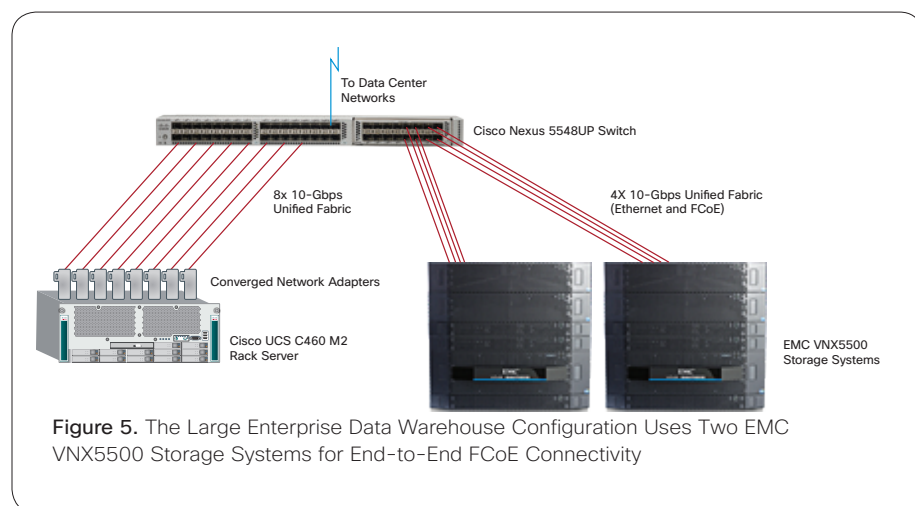 To Data Center
Networks
Cisco Nexus 5548UP Switch
8x 10-Gbps
Unified Fabric
4X 10-Gbps Unified Fabric
(Ethernet and FCoE)
Converged Network Adapters
Cisco UCS C460 M2
Rack Server
EMC VNX5500
Storage Systems
EMC
EMC
Figure 5. The Large Enterprise Data Warehouse Configuration Uses Two EMC
VNX5500 Storage Systems for End-to-End FCoE Connectivity